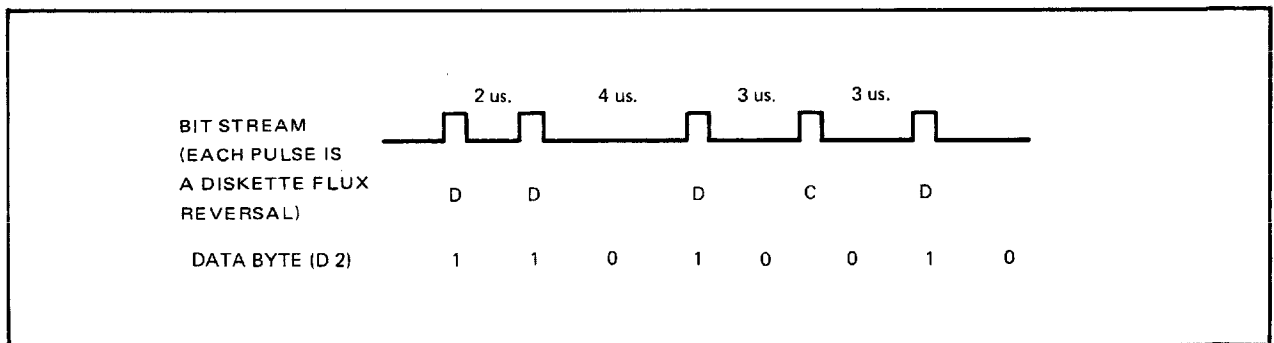 2 us. 4 us. 3 us. 3 us.
BIT STREAM
(EACH PULSE IS
A DISKETTE FLUX
REVERSAL)
D D D C D
DATA BYTE (D 2) 1 1 0 1 0 0 1 0